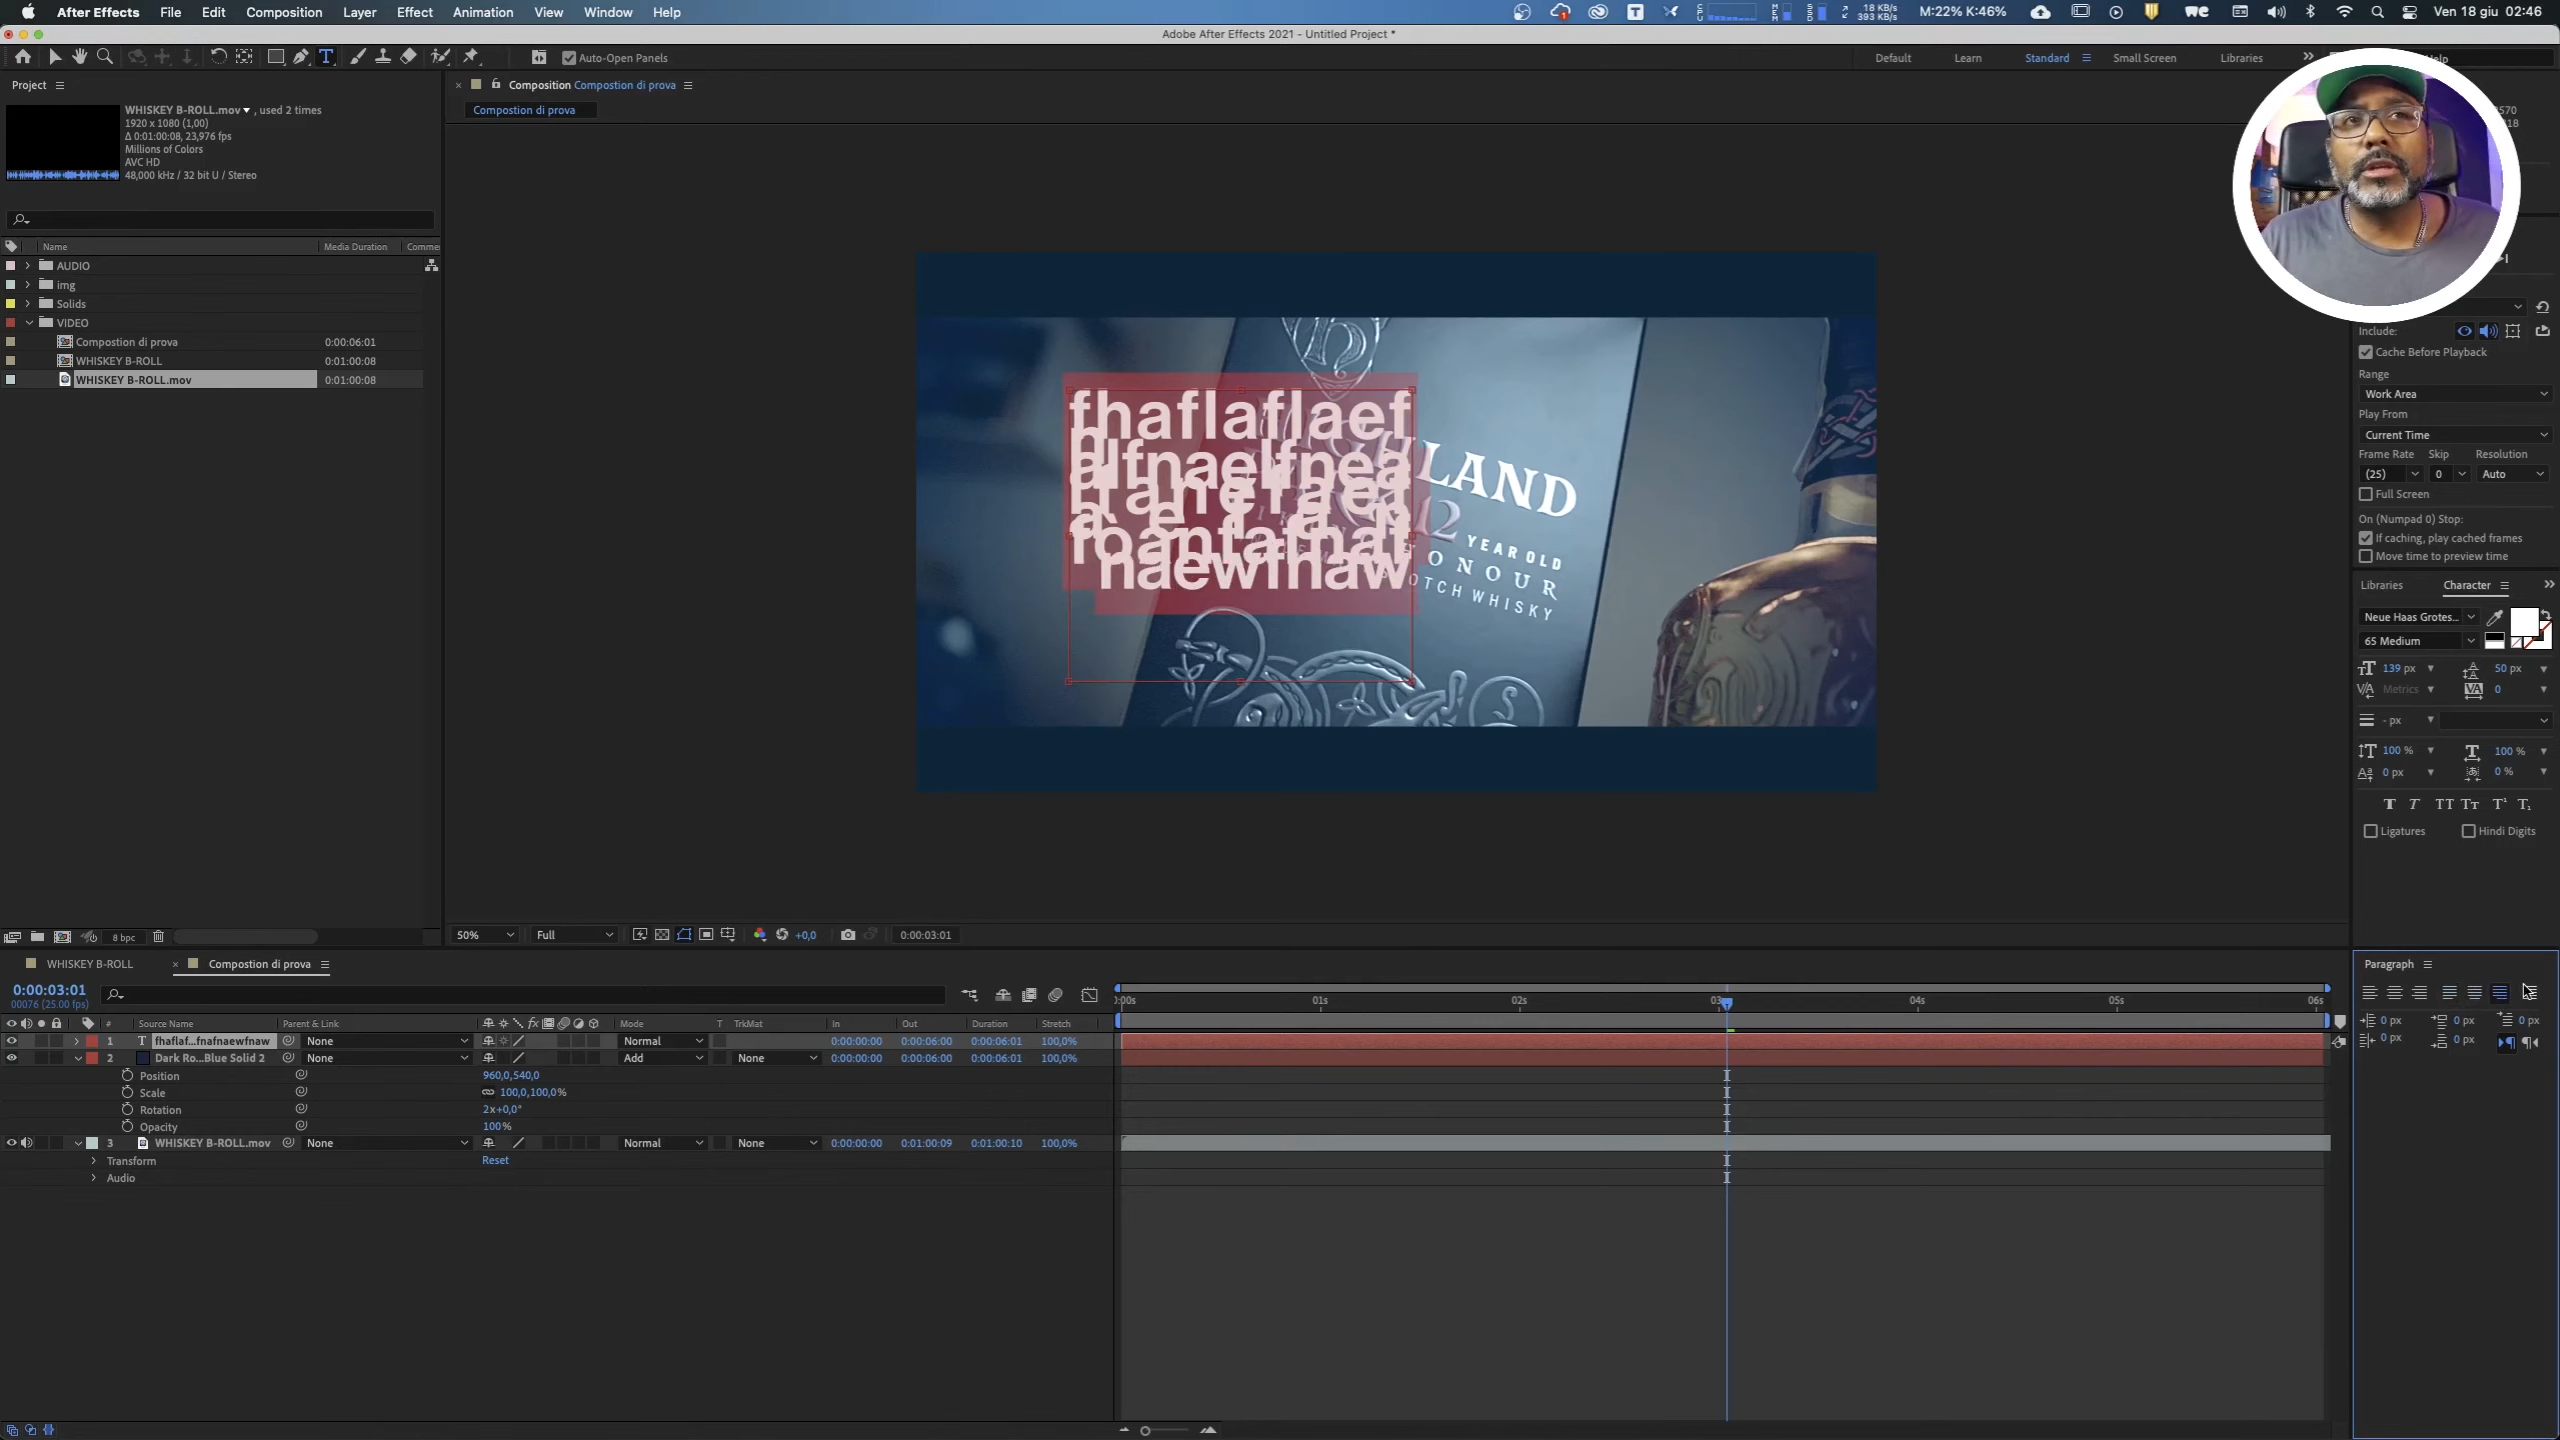 After Effects File Edit Composition Layer Effect Animation View Window Help
18 KB/s
393 KB/s
M:22% K:46%
Ven 18 giu 02:46
Adobe After Effects 2021 - Untitled Project *
Auto-Open Panels
Default Learn Standard Small Screen Libraries
Project
WHISKEY B-ROLL.mov , used 2 times
1920 x 1080 (1,00)
Δ 0:01:00:08, 23,976 fps
Millions of Colors
AVC HD
48,000 kHz / 32 bit U / Stereo
Name Media Duration Comme
AUDIO
img
Solids
VIDEO
Compostion di prova 0:00:06:01
WHISKEY B-ROLL 0:01:00:08
WHISKEY B-ROLL.mov 0:01:00:08
8 bpc
Composition Compostion di prova
Compostion di prova
fhaflaflaef
alfnaelfnea
naewfnaw
LAND
12 YEAR OLD
HONOUR
SCOTCH WHISKY
50% Full +0,0 0:00:03:01
Include:
Cache Before Playback
Range
Work Area
Play From
Current Time
Frame Rate Skip Resolution
(25) 0 Auto
Full Screen
On (Numpad 0) Stop:
If caching, play cached frames
Move time to preview time
Libraries Character
Neue Haas Grotes...
65 Medium
139 px 50 px
Metrics 0
- px
100 % 100 %
0 px 0 %
Ligatures Hindi Digits
Paragraph
0 px 0 px 0 px
0 px 0 px
WHISKEY B-ROLL Compostion di prova
0:00:03:01
00076 (25.00 fps)
# Source Name Parent & Link Mode T TrkMat In Out Duration Stretch
1 T fhaflaf...fnafnaewfnaw None Normal 0:00:00:00 0:00:06:00 0:00:06:01 100,0%
2 Dark Ro...Blue Solid 2 None Add None 0:00:00:00 0:00:06:00 0:00:06:01 100,0%
Position 960,0,540,0
Scale 100,0,100,0%
Rotation 2x+0,0°
Opacity 100%
3 WHISKEY B-ROLL.mov None Normal None 0:00:00:00 0:01:00:09 0:01:00:10 100,0%
Transform Reset
Audio
01s 02s 03 04s 05s 06s